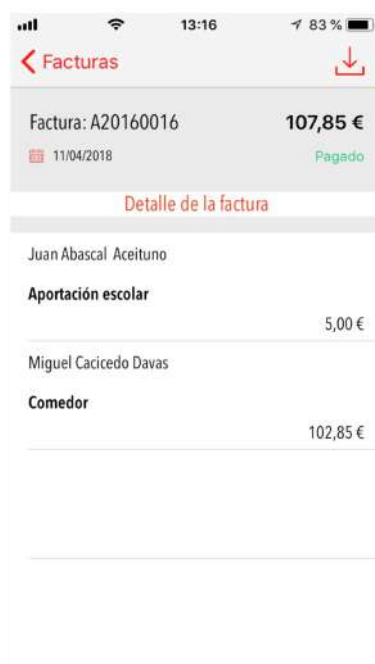 13:16
83 %
Facturas
Factura: A20160016
107,85 €
11/04/2018
Pagado
Detalle de la factura
Juan Abascal Aceituno
Aportación escolar
5,00 €
Miguel Cacicedo Davas
Comedor
102,85 €